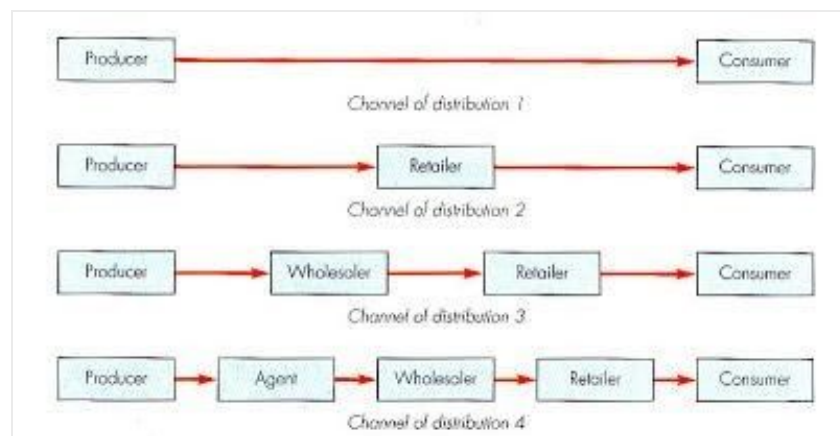 Producer Consumer
Channel of distribution 1
Producer Retailer Consumer
Channel of distribution 2
Producer Wholesaler Retailer Consumer
Channel of distribution 3
Producer Agent Wholesaler Retailer Consumer
Channel of distribution 4